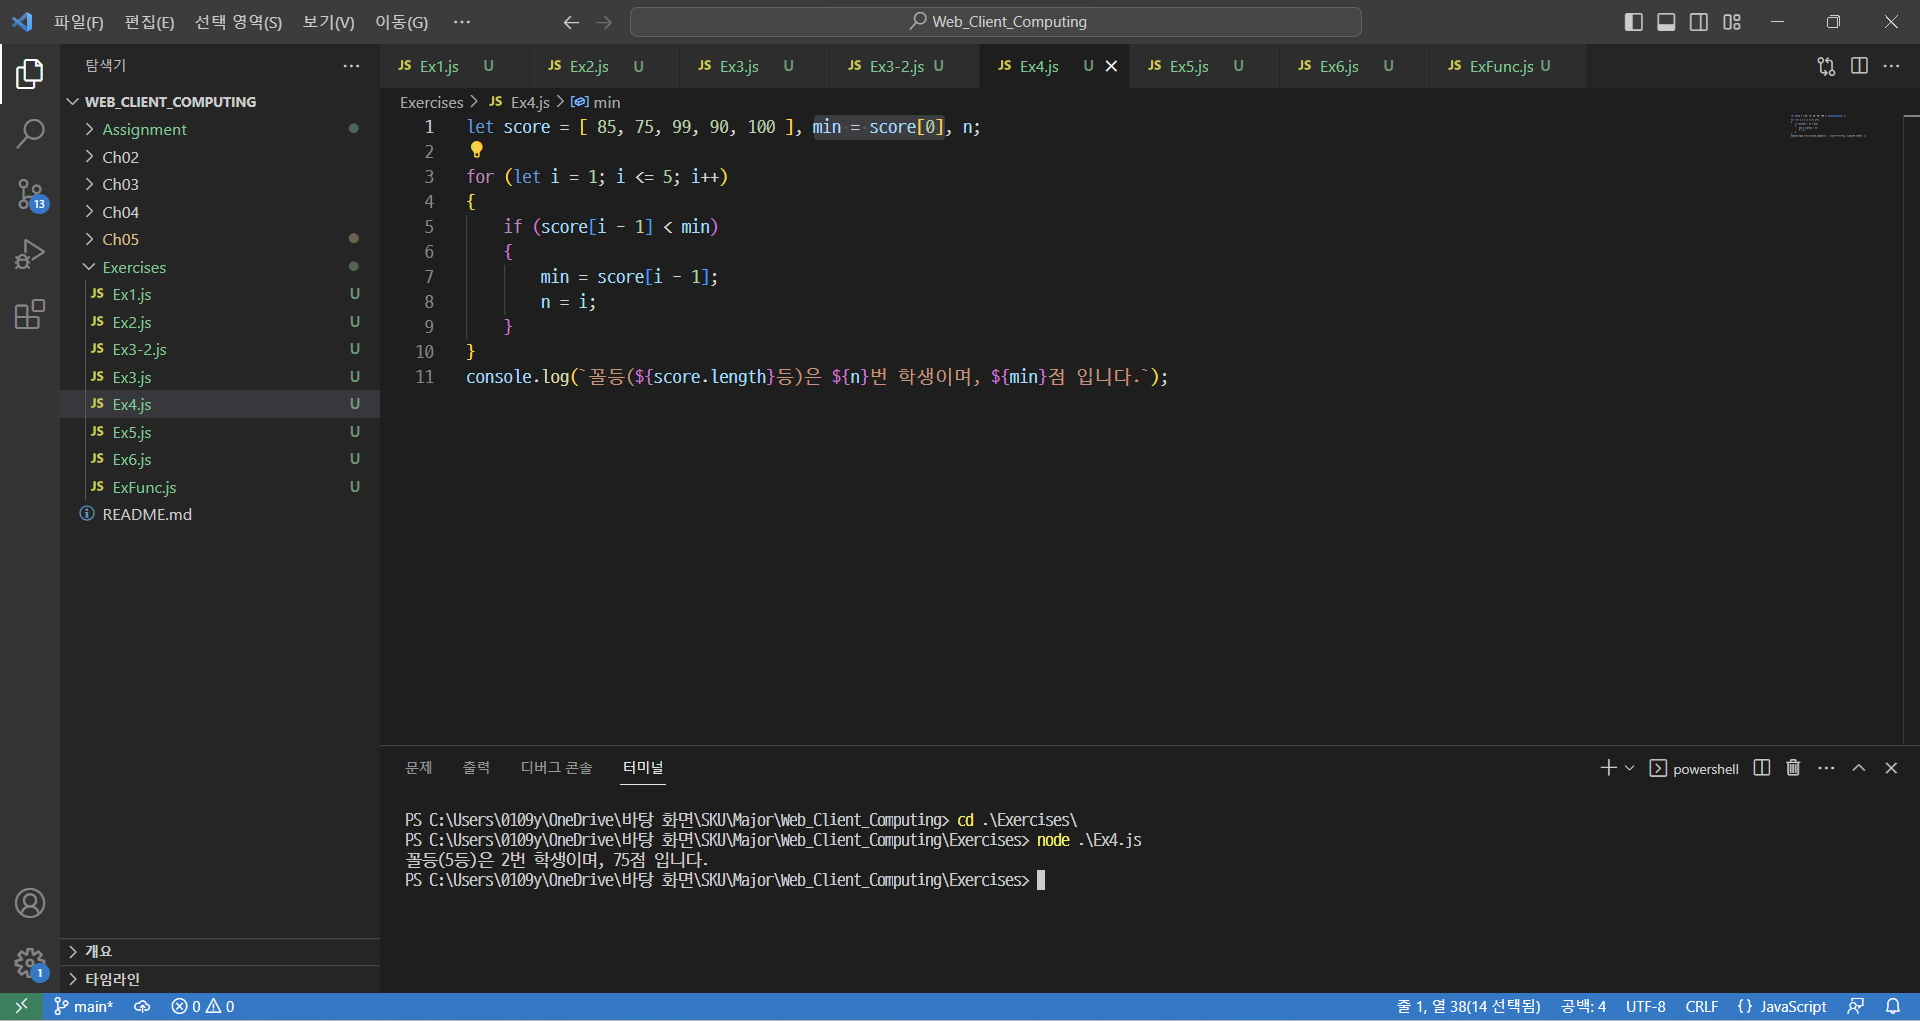 파일(F) 편집(E) 선택 영역(S) 보기(V) 이동(G) ··· Web_Client_Computing
탐색기 ···
WEB_CLIENT_COMPUTING
Assignment
Ch02
Ch03
Ch04
Ch05
Exercises
JS Ex1.js U
JS Ex2.js U
JS Ex3-2.js U
JS Ex3.js U
JS Ex4.js U
JS Ex5.js U
JS Ex6.js U
JS ExFunc.js U
README.md
13
개요
타임라인
1
JS Ex1.js U JS Ex2.js U JS Ex3.js U JS Ex3-2.js U JS Ex4.js U JS Ex5.js U JS Ex6.js U JS ExFunc.js U
Exercises > JS Ex4.js > min
1 let score = [ 85, 75, 99, 90, 100 ], min = score[0], n;
2
3 for (let i = 1; i <= 5; i++)
4 {
5 if (score[i - 1] < min)
6 {
7 min = score[i - 1];
8 n = i;
9 }
10 }
11 console.log(`꼴등(${score.length}등)은 ${n}번 학생이며, ${min}점 입니다.`);
문제 출력 디버그 콘솔 터미널 powershell
PS C:\Users\0109y\OneDrive\바탕 화면\SKU\Major\Web_Client_Computing> cd .\Exercises\
PS C:\Users\0109y\OneDrive\바탕 화면\SKU\Major\Web_Client_Computing\Exercises> node .\Ex4.js
꼴등(5등)은 2번 학생이며, 75점 입니다.
PS C:\Users\0109y\OneDrive\바탕 화면\SKU\Major\Web_Client_Computing\Exercises>
main* 0 0 줄 1, 열 38(14 선택됨) 공백: 4 UTF-8 CRLF {} JavaScript